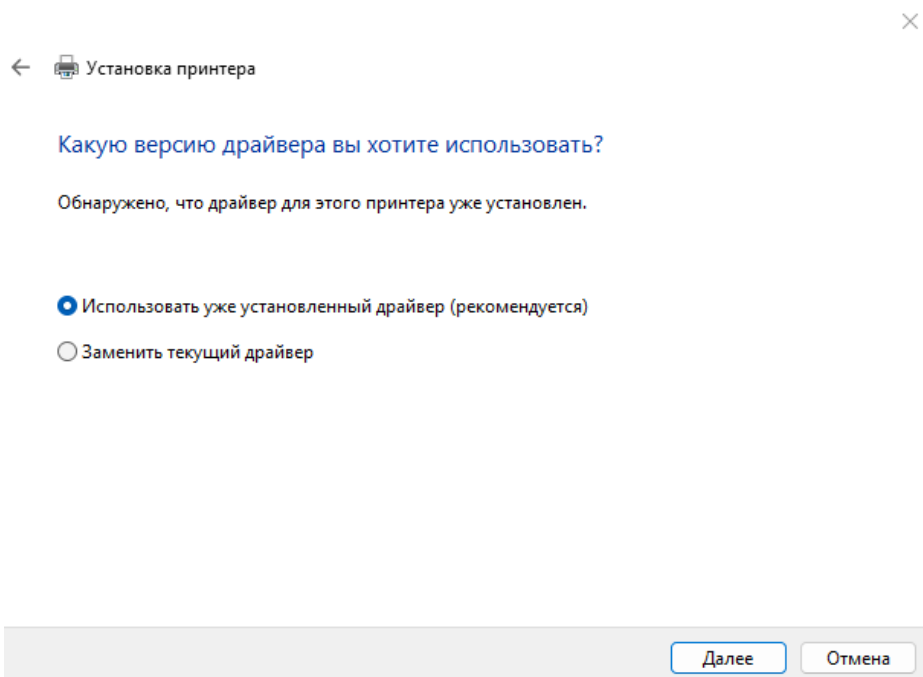 Установка принтера
Какую версию драйвера вы хотите использовать?
Обнаружено, что драйвер для этого принтера уже установлен.
Использовать уже установленный драйвер (рекомендуется)
Заменить текущий драйвер
Далее
Отмена